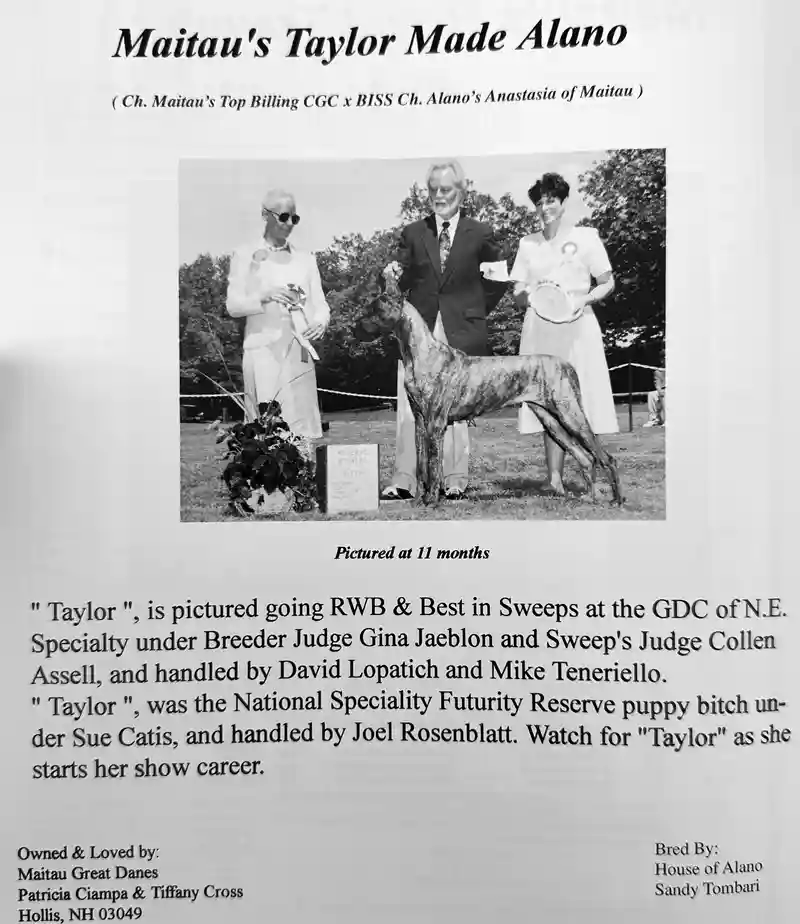 Maitau's Taylor Made Alano
( Ch. Maitau's Top Billing CGC x BISS Ch. Alano's Anastasia of Maitau )
Pictured at 11 months
" Taylor ", is pictured going RWB & Best in Sweeps at the GDC of N.E.
Specialty under Breeder Judge Gina Jaeblon and Sweep's Judge Collen
Assell, and handled by David Lopatich and Mike Teneriello.
" Taylor ", was the National Speciality Futurity Reserve puppy bitch un-
der Sue Catis, and handled by Joel Rosenblatt. Watch for "Taylor" as she
starts her show career.
Owned & Loved by:
Maitau Great Danes
Patricia Ciampa & Tiffany Cross
Hollis, NH 03049
Bred By:
House of Alano
Sandy Tombari